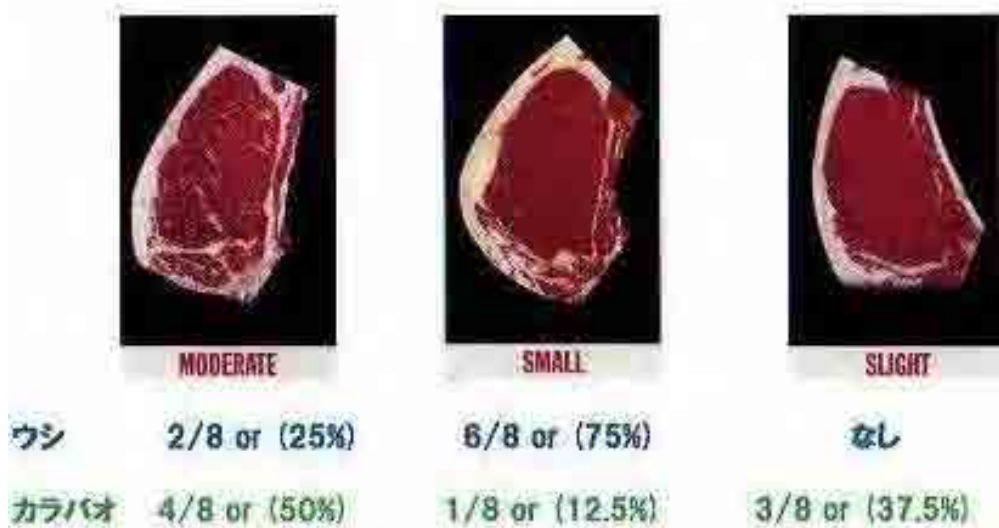 MODERATE SMALL SLIGHT
ウシ 2/8 or (25%) 6/8 or (75%) なし
カラバオ 4/8 or (50%) 1/8 or (12.5%) 3/8 or (37.5%)